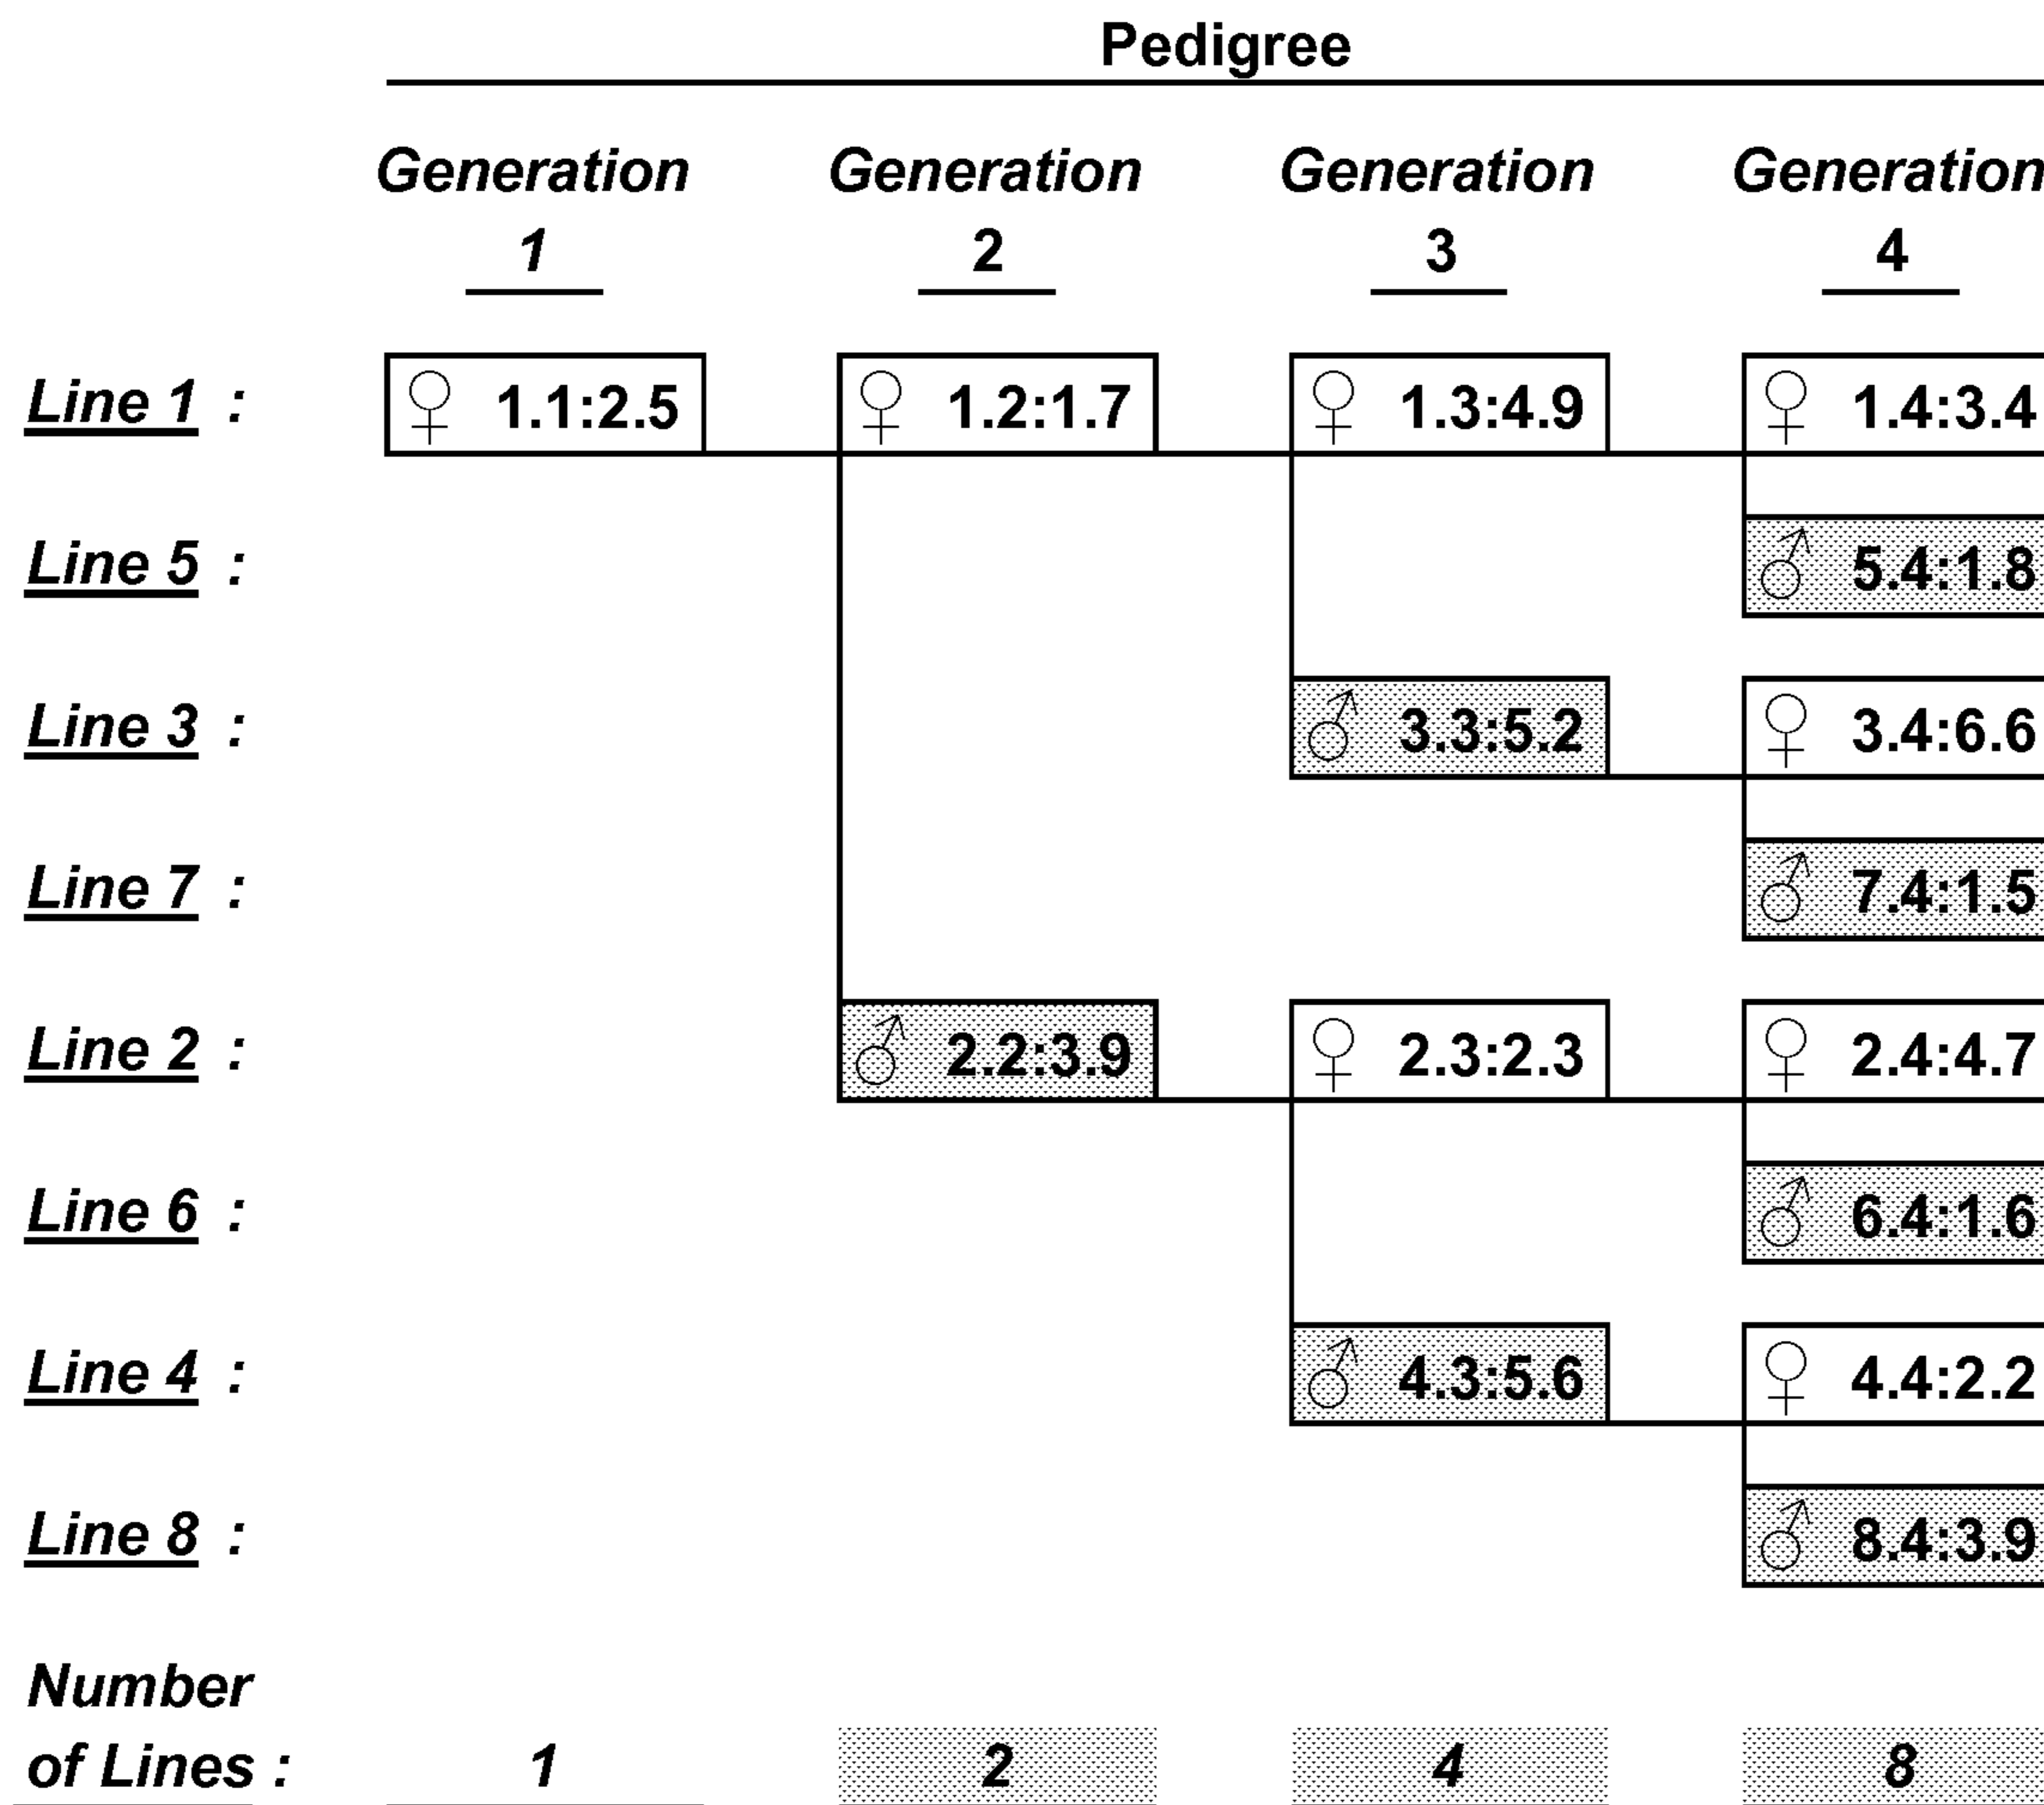 Pedigree
Generation Generation Generation Generation
1 2 3 4
Line 1 : ♀ 1.1:2.5 ♀ 1.2:1.7 ♀ 1.3:4.9 ♀ 1.4:3.4
Line 5 : ♂ 5.4:1.8
Line 3 : ♂ 3.3:5.2 ♀ 3.4:6.6
Line 7 : ♂ 7.4:1.5
Line 2 : ♂ 2.2:3.9 ♀ 2.3:2.3 ♀ 2.4:4.7
Line 6 : ♂ 6.4:1.6
Line 4 : ♂ 4.3:5.6 ♀ 4.4:2.2
Line 8 : ♂ 8.4:3.9
Number
of Lines : 1 2 4 8